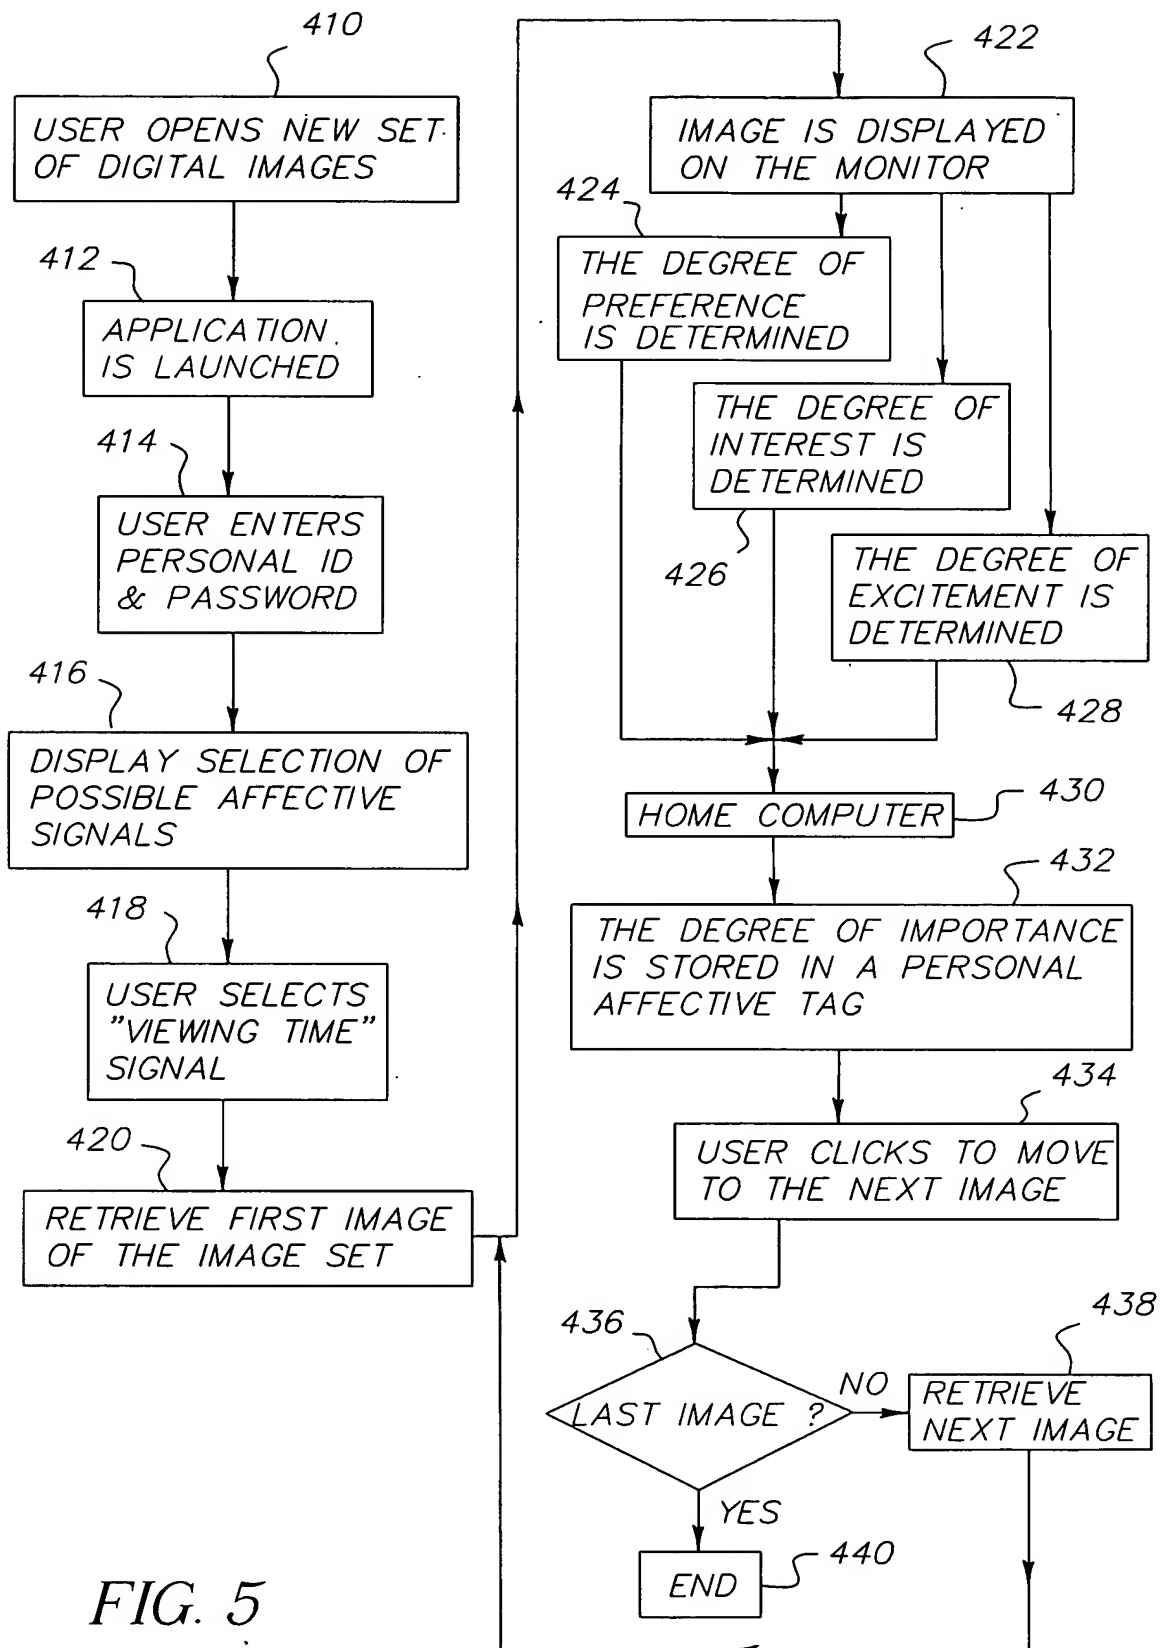 410
USER OPENS NEW SET
OF DIGITAL IMAGES
412
APPLICATION
IS LAUNCHED
414
USER ENTERS
PERSONAL ID
& PASSWORD
416
DISPLAY SELECTION OF
POSSIBLE AFFECTIVE
SIGNALS
418
USER SELECTS
"VIEWING TIME"
SIGNAL
420
RETRIEVE FIRST IMAGE
OF THE IMAGE SET
422
IMAGE IS DISPLAYED
ON THE MONITOR
424
THE DEGREE OF
PREFERENCE
IS DETERMINED
THE DEGREE OF
INTEREST IS
DETERMINED
426
THE DEGREE OF
EXCITEMENT IS
DETERMINED
428
HOME COMPUTER
430
432
THE DEGREE OF IMPORTANCE
IS STORED IN A PERSONAL
AFFECTIVE TAG
434
USER CLICKS TO MOVE
TO THE NEXT IMAGE
436
LAST IMAGE ?
NO
438
RETRIEVE
NEXT IMAGE
YES
END
440
FIG. 5